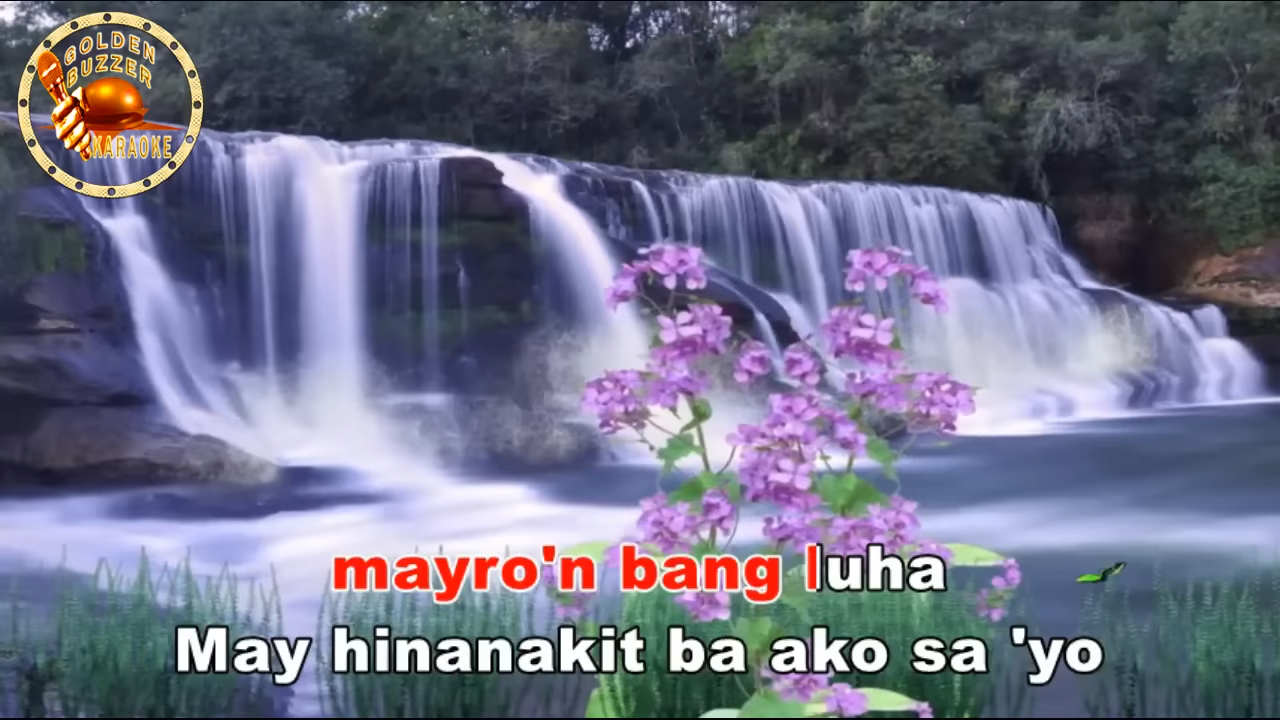 GOLDEN
BUZZER
KARAOKE
mayro'n bang luha
May hinanakit ba ako sa 'yo